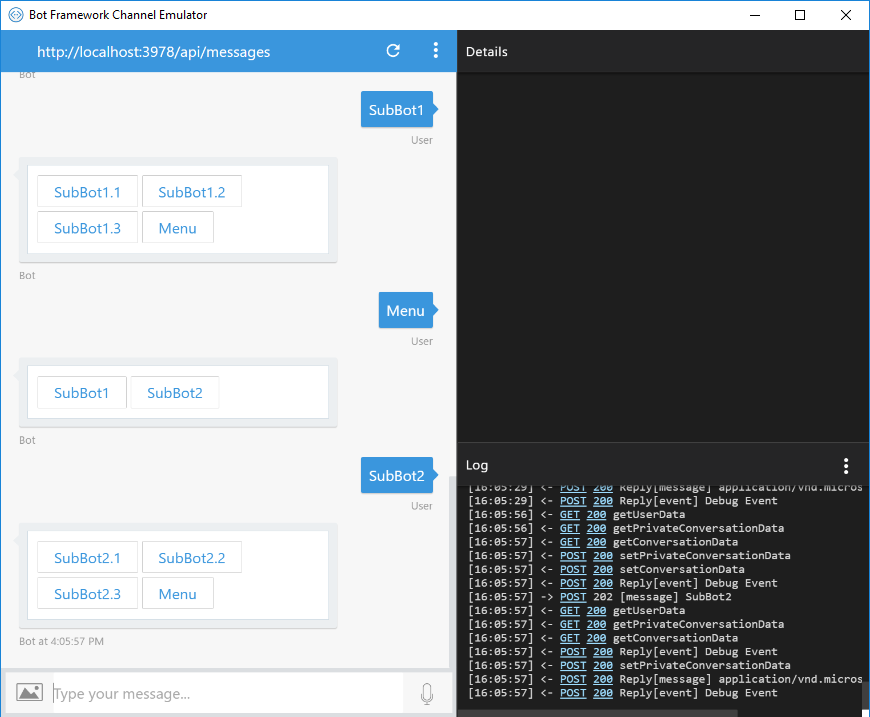 Bot Framework Channel Emulator
http://localhost:3978/api/messages
Bot
SubBot1
User
SubBot1.1 SubBot1.2
SubBot1.3 Menu
Bot
Menu
User
SubBot1 SubBot2
Bot
SubBot2
User
SubBot2.1 SubBot2.2
SubBot2.3 Menu
Bot at 4:05:57 PM
Type your message...
Details
Log
[16:05:29] <- POST 200 Reply[message] application/vnd.micros
[16:05:29] <- POST 200 Reply[event] Debug Event
[16:05:56] <- GET 200 getUserData
[16:05:56] <- GET 200 getPrivateConversationData
[16:05:57] <- GET 200 getConversationData
[16:05:57] <- POST 200 setPrivateConversationData
[16:05:57] <- POST 200 setConversationData
[16:05:57] <- POST 200 Reply[event] Debug Event
[16:05:57] -> POST 202 [message] SubBot2
[16:05:57] <- GET 200 getUserData
[16:05:57] <- GET 200 getPrivateConversationData
[16:05:57] <- GET 200 getConversationData
[16:05:57] <- POST 200 Reply[event] Debug Event
[16:05:57] <- POST 200 setPrivateConversationData
[16:05:57] <- POST 200 Reply[message] application/vnd.micros
[16:05:57] <- POST 200 Reply[event] Debug Event